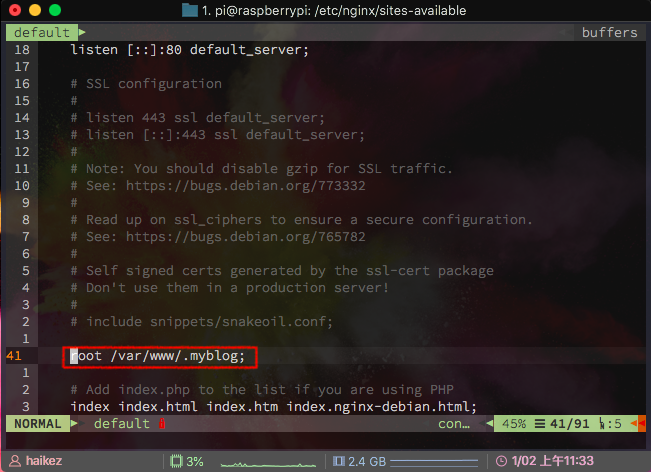 1. pi@raspberrypi: /etc/nginx/sites-available
default buffers
18 listen [::]:80 default_server;
17
16 # SSL configuration
15 #
14 # listen 443 ssl default_server;
13 # listen [::]:443 ssl default_server;
12 #
11 # Note: You should disable gzip for SSL traffic.
10 # See: https://bugs.debian.org/773332
9 #
8 # Read up on ssl_ciphers to ensure a secure configuration.
7 # See: https://bugs.debian.org/765782
6 #
5 # Self signed certs generated by the ssl-cert package
4 # Don't use them in a production server!
3 #
2 # include snippets/snakeoil.conf;
1
41 root /var/www/.myblog;
1
2 # Add index.php to the list if you are using PHP
3 index index.html index.htm index.nginx-debian.html;
NORMAL default con… 45% ☰ 41/91 :5
haikez 3% 2.4 GB 1/02 上午11:33